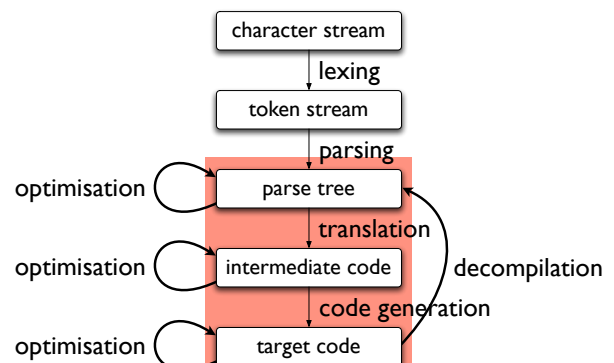 character stream
lexing
token stream
parsing
optimisation
parse tree
translation
optimisation
intermediate code
decompilation
code generation
optimisation
target code